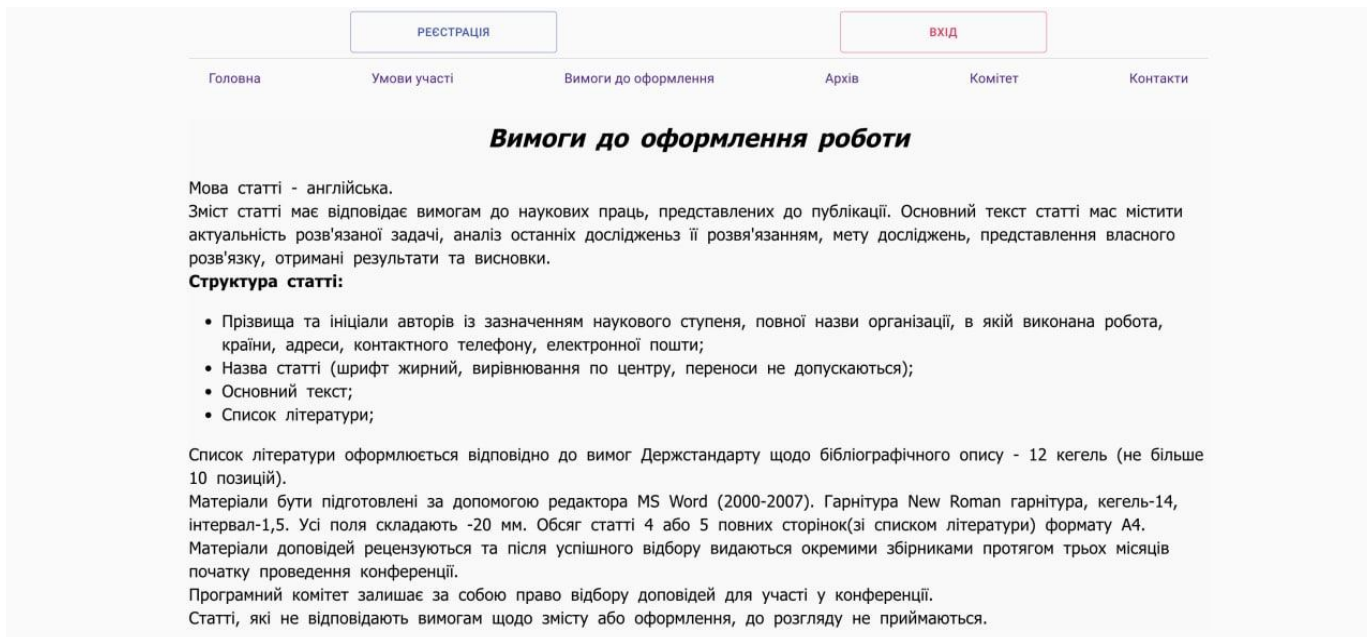 РЕЄСТРАЦІЯ ВХІД
Головна Умови участі Вимоги до оформлення Архів Комітет Контакти
Вимоги до оформлення роботи
Мова статті - англійська.
Зміст статті має відповідає вимогам до наукових праць, представлених до публікації. Основний текст статті мас містити
актуальність розв'язаної задачі, аналіз останніх дослідженьз її розвя'язанням, мету досліджень, представлення власного
розв'язку, отримані результати та висновки.
Структура статті:
• Прізвища та ініціали авторів із зазначенням наукового ступеня, повної назви організації, в якій виконана робота,
країни, адреси, контактного телефону, електронної пошти;
• Назва статті (шрифт жирний, вирівнювання по центру, переноси не допускаються);
• Основний текст;
• Список літератури;
Список літератури оформлюється відповідно до вимог Держстандарту щодо бібліографічного опису - 12 кегель (не більше
10 позицій).
Матеріали бути підготовлені за допомогою редактора MS Word (2000-2007). Гарнітура New Roman гарнітура, кегель-14,
інтервал-1,5. Усі поля складають -20 мм. Обсяг статті 4 або 5 повних сторінок(зі списком літератури) формату А4.
Матеріали доповідей рецензуються та після успішного відбору видаються окремими збірниками протягом трьох місяців
початку проведення конференції.
Програмний комітет залишає за собою право відбору доповідей для участі у конференції.
Статті, які не відповідають вимогам щодо змісту або оформлення, до розгляду не приймаються.